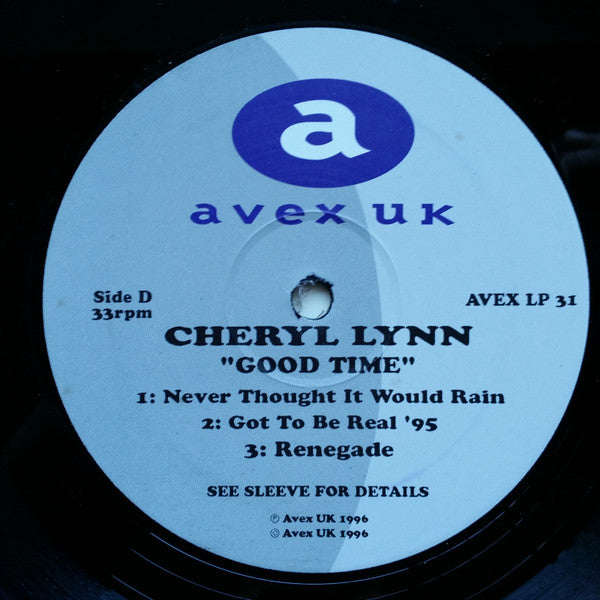 a
avex uk
Side D
33rpm
AVEX LP 31
CHERYL LYNN
"GOOD TIME"
1: Never Thought It Would Rain
2: Got To Be Real '95
3: Renegade
SEE SLEEVE FOR DETAILS
℗ Avex UK 1996
© Avex UK 1996